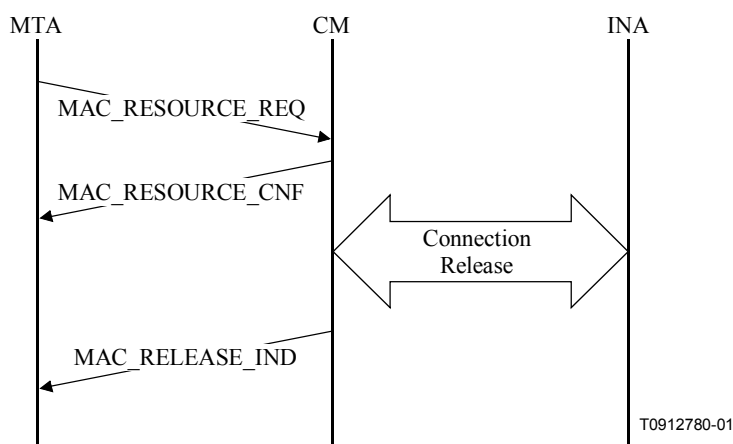 MTA
CM
INA
MAC_RESOURCE_REQ
MAC_RESOURCE_CNF
Connection
Release
MAC_RELEASE_IND
T0912780-01